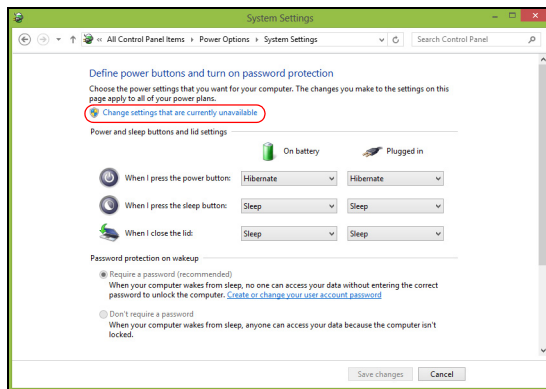 System Settings
« All Control Panel Items ▸ Power Options ▸ System Settings
Search Control Panel
Define power buttons and turn on password protection
Choose the power settings that you want for your computer. The changes you make to the settings on this
page apply to all of your power plans.
Change settings that are currently unavailable
Power and sleep buttons and lid settings
On battery Plugged in
When I press the power button: Hibernate Hibernate
When I press the sleep button: Sleep Sleep
When I close the lid: Sleep Sleep
Password protection on wakeup
Require a password (recommended)
When your computer wakes from sleep, no one can access your data without entering the correct
password to unlock the computer. Create or change your user account password
Don't require a password
When your computer wakes from sleep, anyone can access your data because the computer isn't
locked.
Save changes Cancel